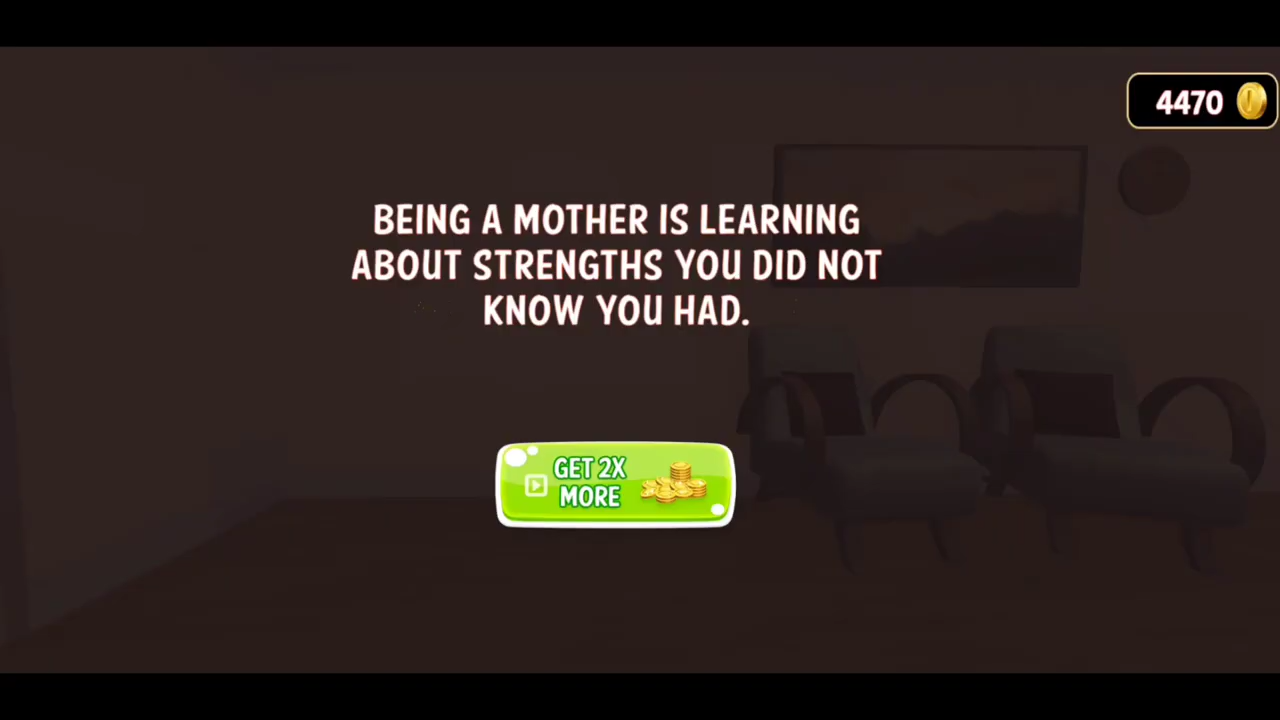 4470
BEING A MOTHER IS LEARNING
ABOUT STRENGTHS YOU DID NOT
KNOW YOU HAD.
GET 2X
MORE